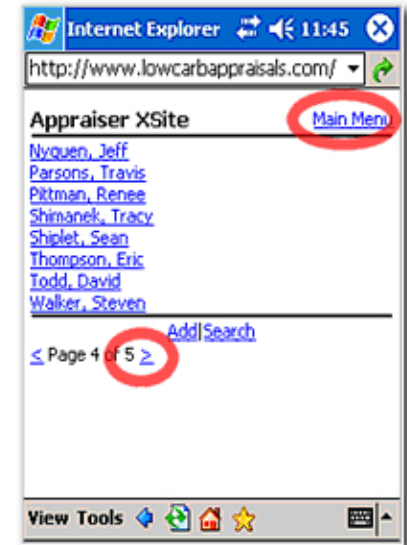 Internet Explorer 11:45
http://www.lowcarbappraisals.com/
Appraiser XSite Main Menu
Nyquen, Jeff
Parsons, Travis
Pittman, Renee
Shimanek, Tracy
Shiplet, Sean
Thompson, Eric
Todd, David
Walker, Steven
Add|Search
< Page 4 of 5 >
View Tools